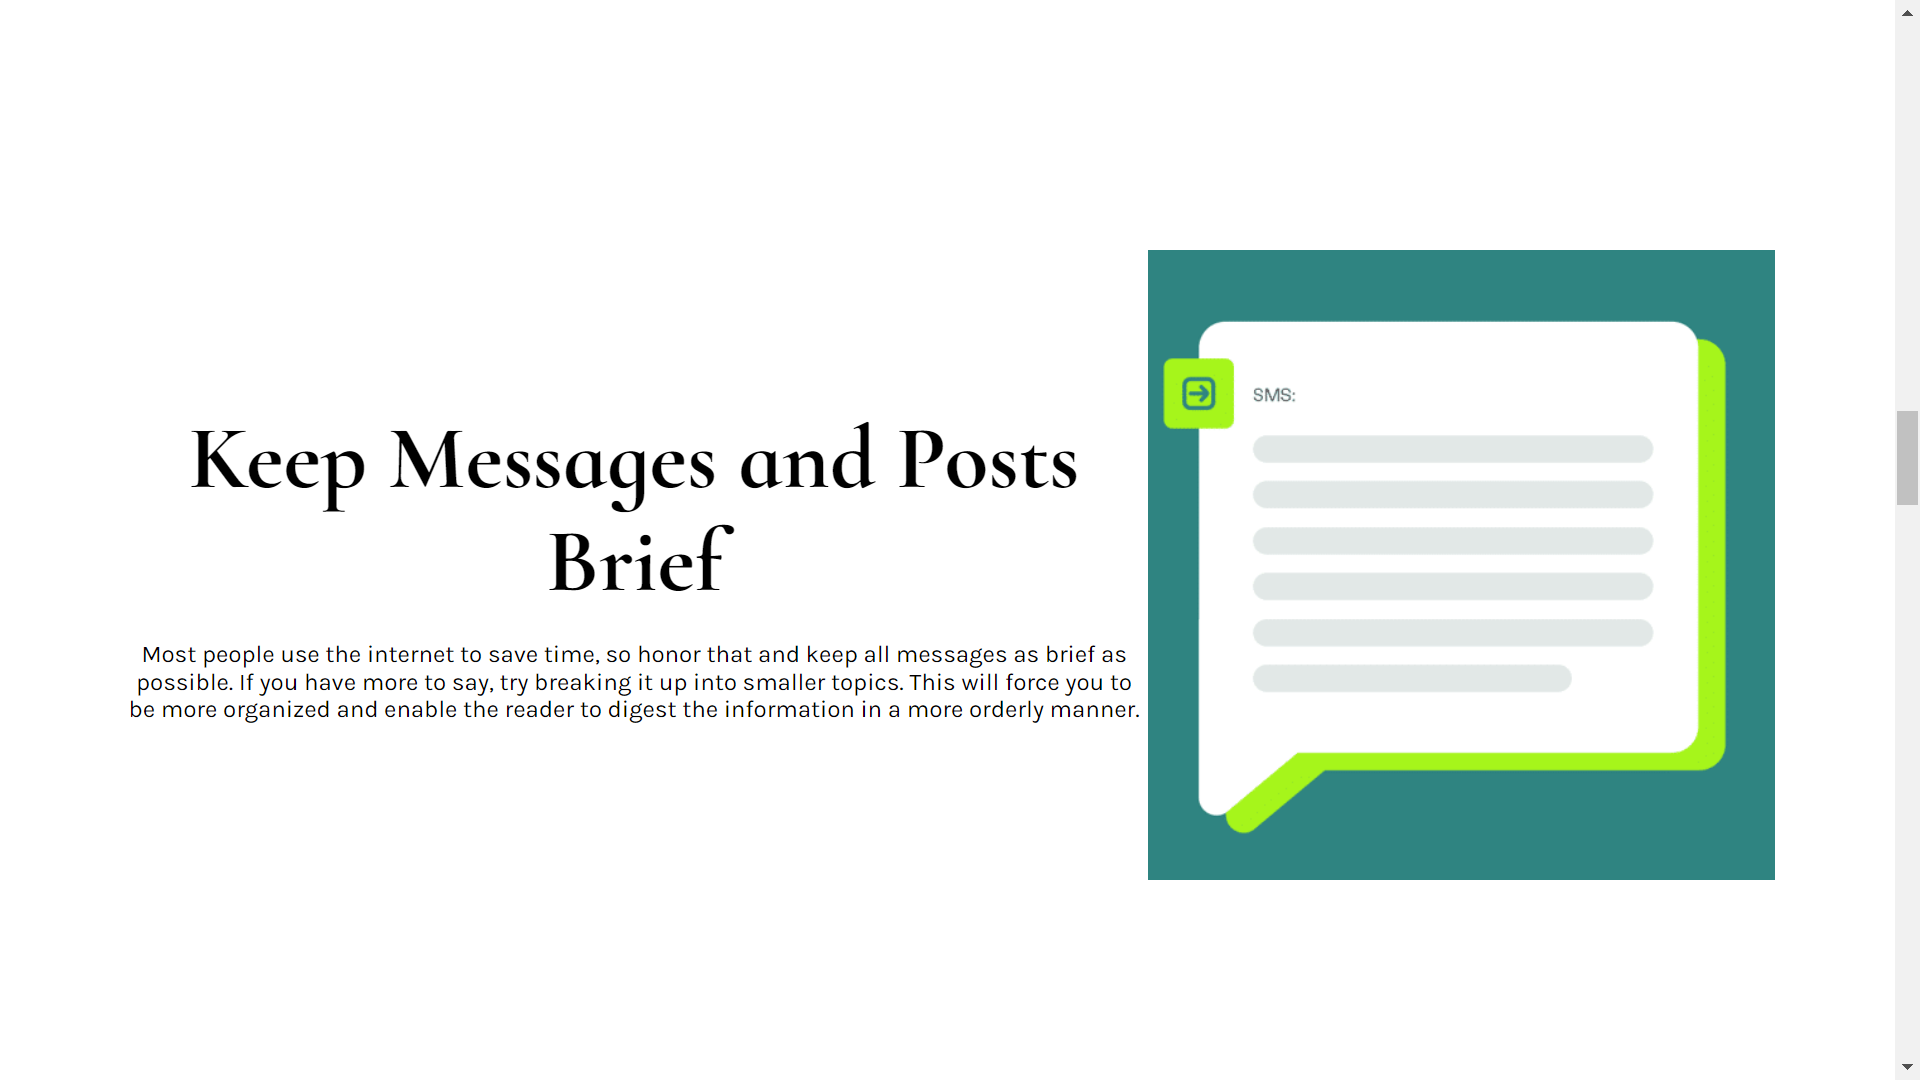 Keep Messages and Posts
Brief
Most people use the internet to save time, so honor that and keep all messages as brief as
possible. If you have more to say, try breaking it up into smaller topics. This will force you to
be more organized and enable the reader to digest the information in a more orderly manner.
SMS: